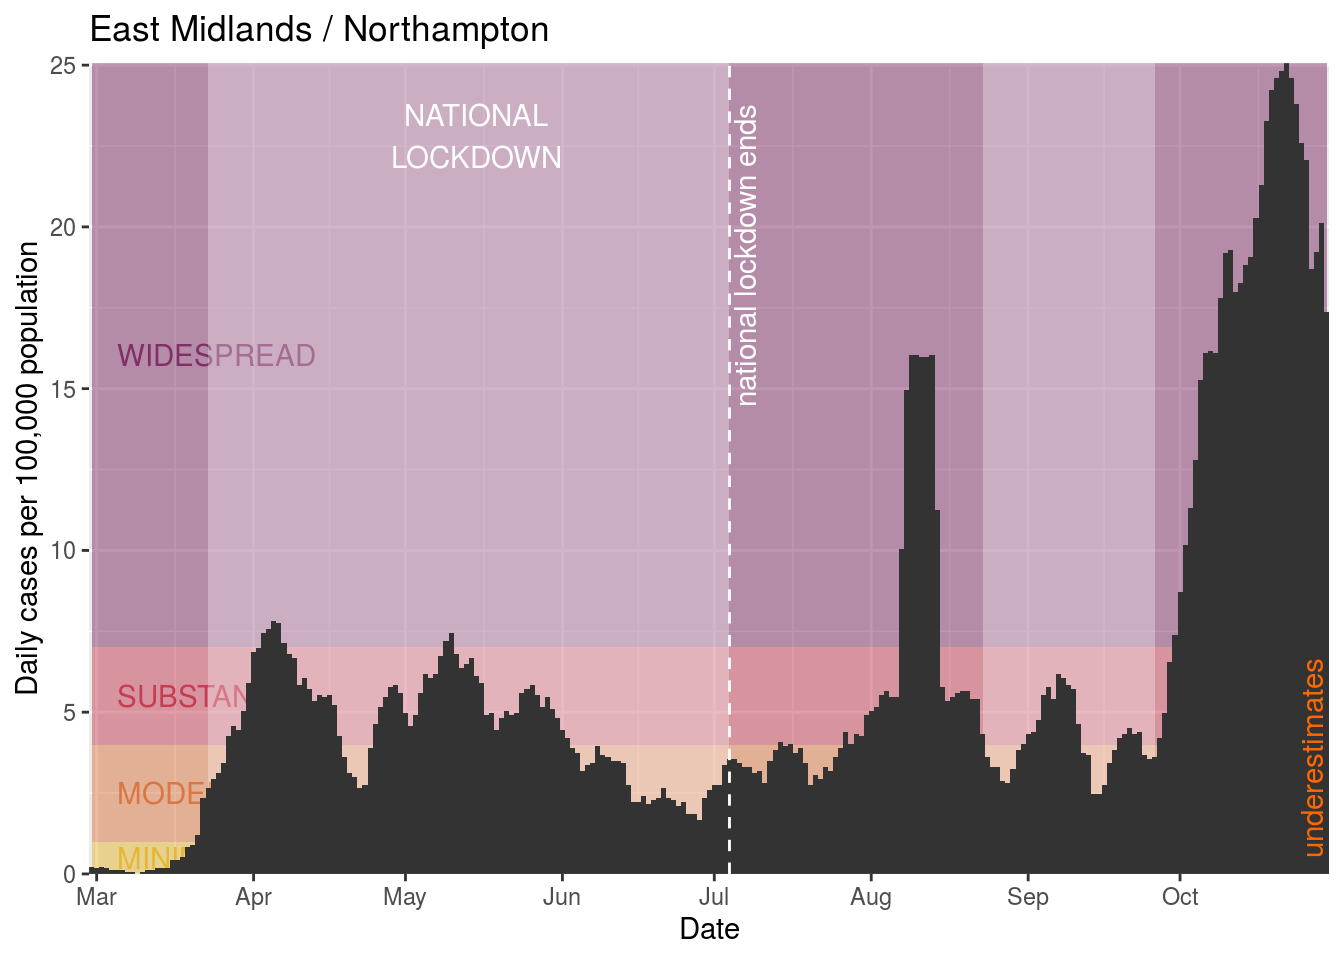 East Midlands / Northampton
25
20
15
10
5
0
Daily cases per 100,000 population
NATIONAL
LOCKDOWN
national lockdown ends
WIDESPREAD
SUBSTAN
MODE
MINI
underestimates
Mar Apr May Jun Jul Aug Sep Oct
Date